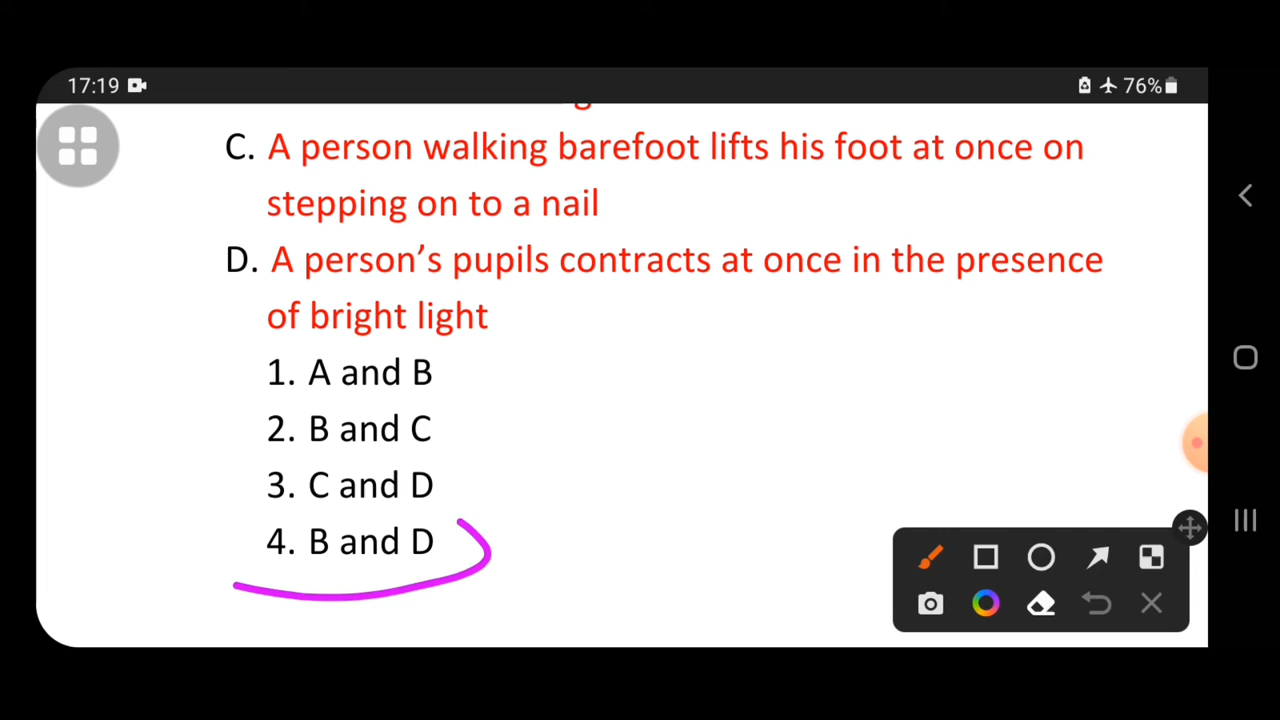 17:19
76%
C. A person walking barefoot lifts his foot at once on
stepping on to a nail
D. A person's pupils contracts at once in the presence
of bright light
1. A and B
2. B and C
3. C and D
4. B and D